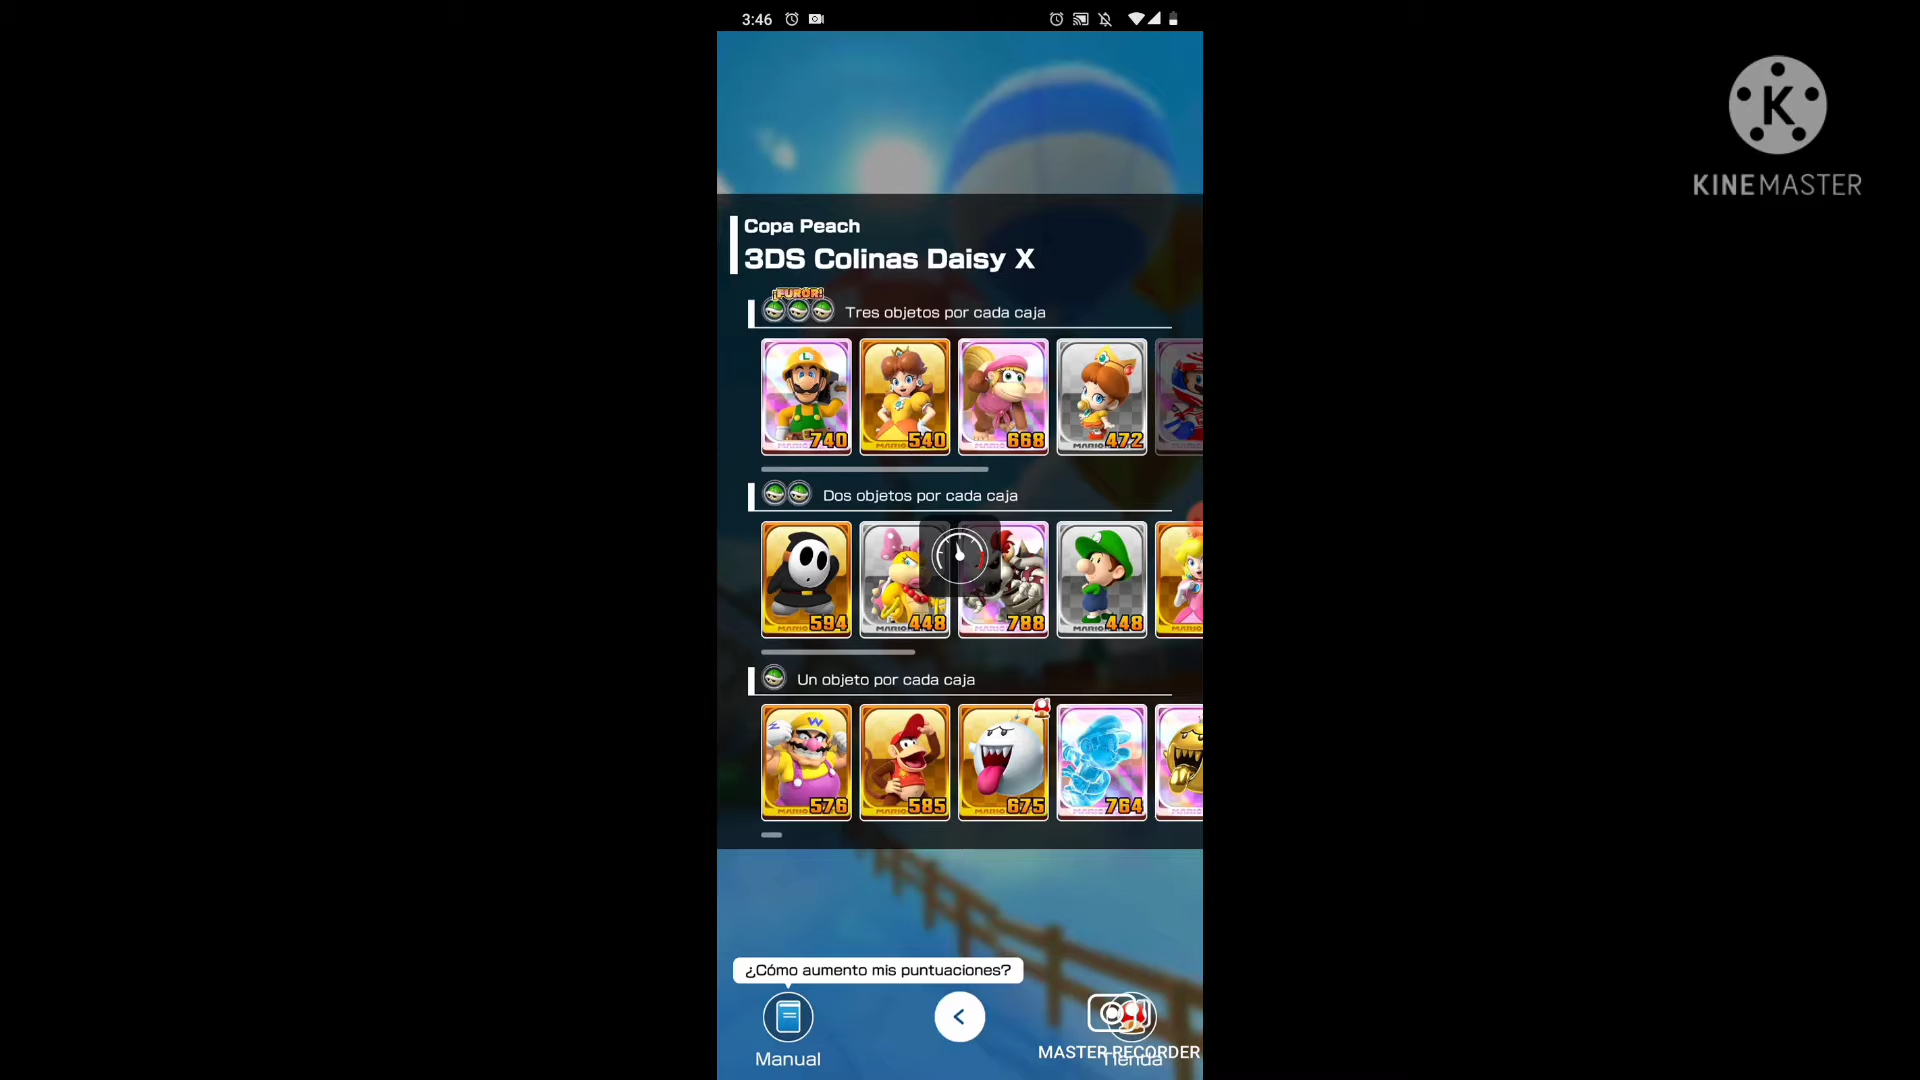 3:46
K
KINEMASTER
Copa Peach
3DS Colinas Daisy X
¡FUROR!
Tres objetos por cada caja
740
540
668
472
Dos objetos por cada caja
594
448
788
448
Un objeto por cada caja
576
585
675
764
¿Cómo aumento mis puntuaciones?
Manual
MASTER RECORDER
Tienda